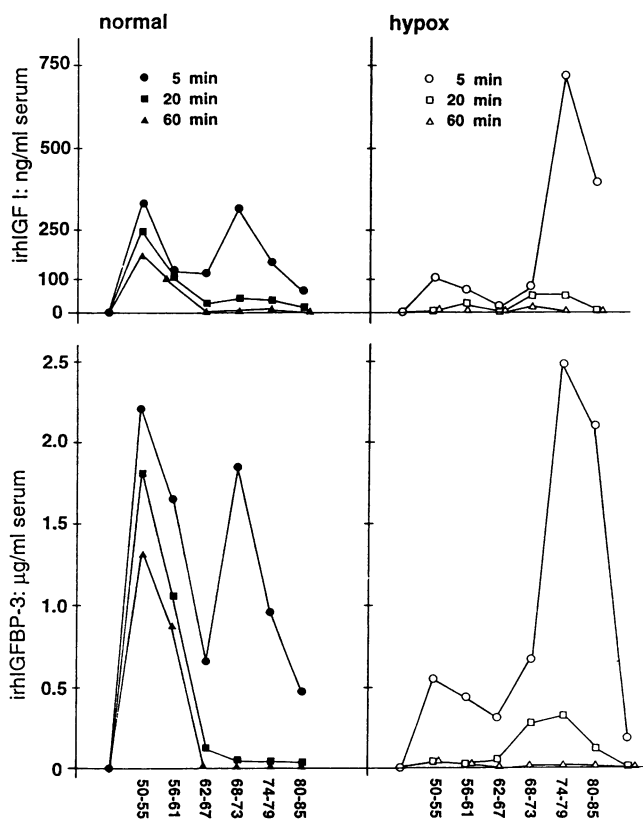 normal
hypox
irhIGF I: ng/ml serum
750
500
250
100
0
5 min
20 min
60 min
5 min
20 min
60 min
irhIGFBP-3: µg/ml serum
2.5
2.0
1.5
1.0
0.5
0
50-55
56-61
62-67
68-73
74-79
80-85
50-55
56-61
62-67
68-73
74-79
80-85